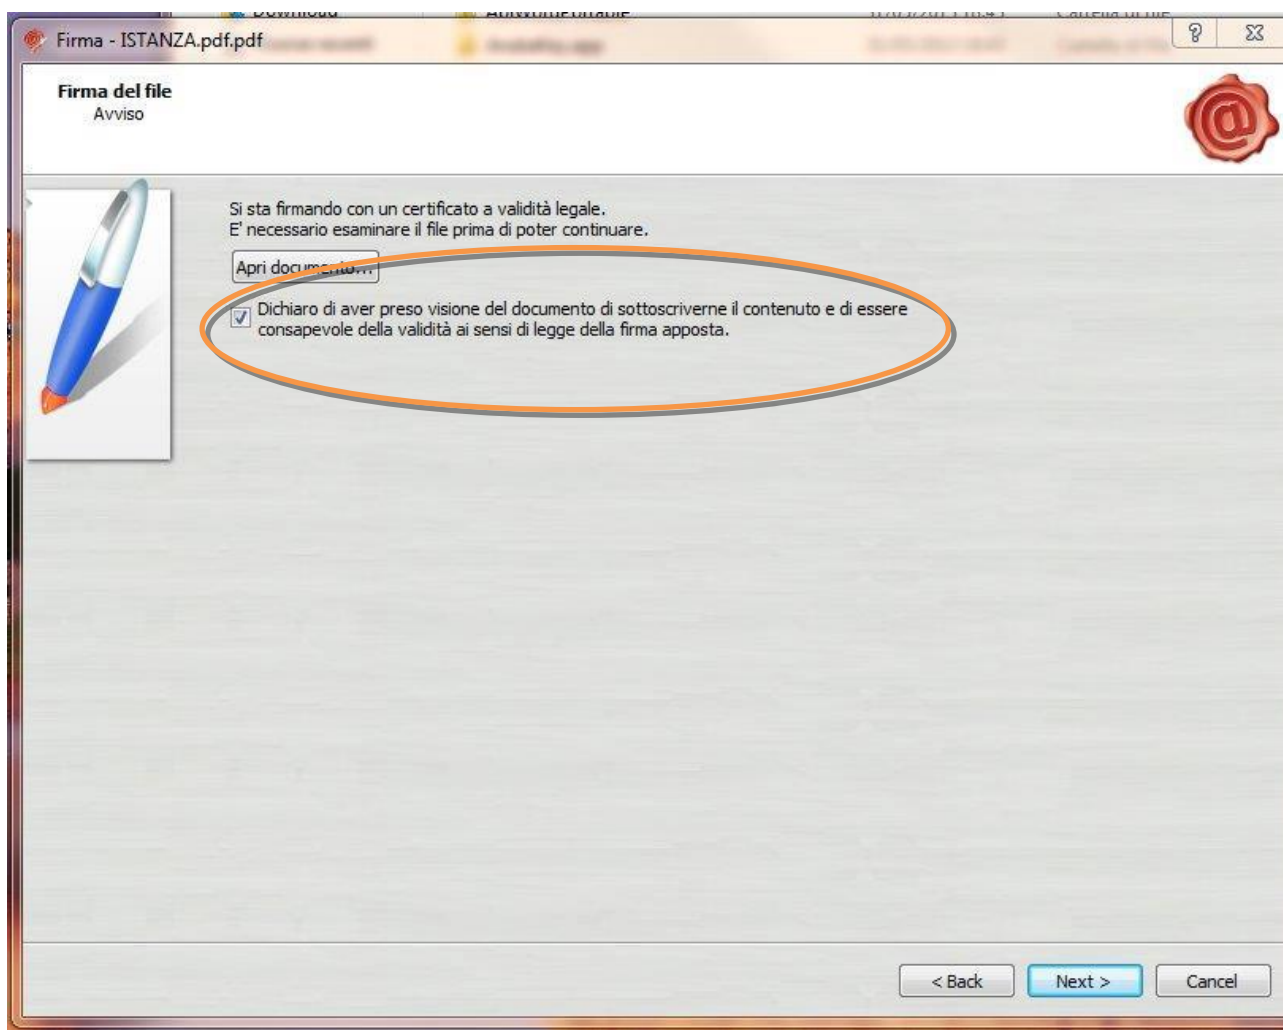 Firma - ISTANZA.pdf.pdf
Firma del file
Avviso
Si sta firmando con un certificato a validità legale.
E' necessario esaminare il file prima di poter continuare.
Apri documento...
Dichiaro di aver preso visione del documento di sottoscriverne il contenuto e di essere
consapevole della validità ai sensi di legge della firma apposta.
< Back
Next >
Cancel